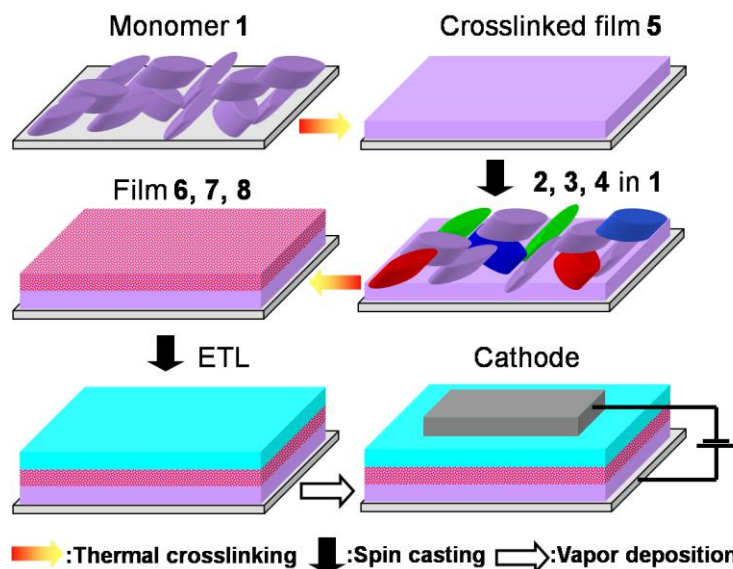 Monomer 1
Crosslinked film 5
2, 3, 4 in 1
Film 6, 7, 8
ETL
Cathode
:Thermal crosslinking :Spin casting :Vapor deposition